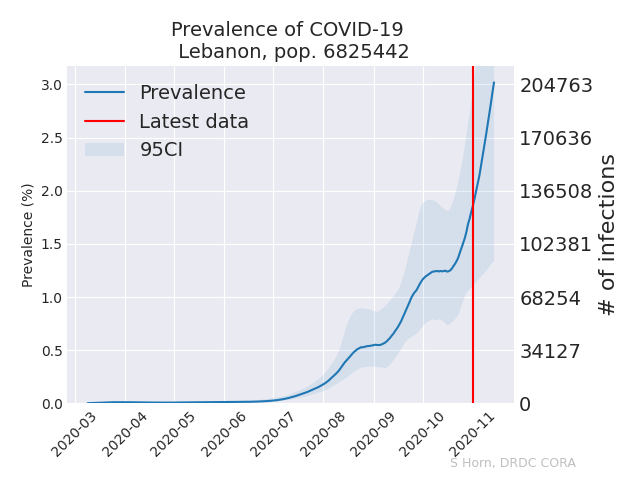 Prevalence of COVID-19
Lebanon, pop. 6825442
Prevalence
Latest data
95CI
Prevalence (%)
3.0
2.5
2.0
1.5
1.0
0.5
0.0
204763
170636
136508
102381
68254
34127
0
# of infections
2020-03
2020-04
2020-05
2020-06
2020-07
2020-08
2020-09
2020-10
2020-11
S Horn, DRDC CORA